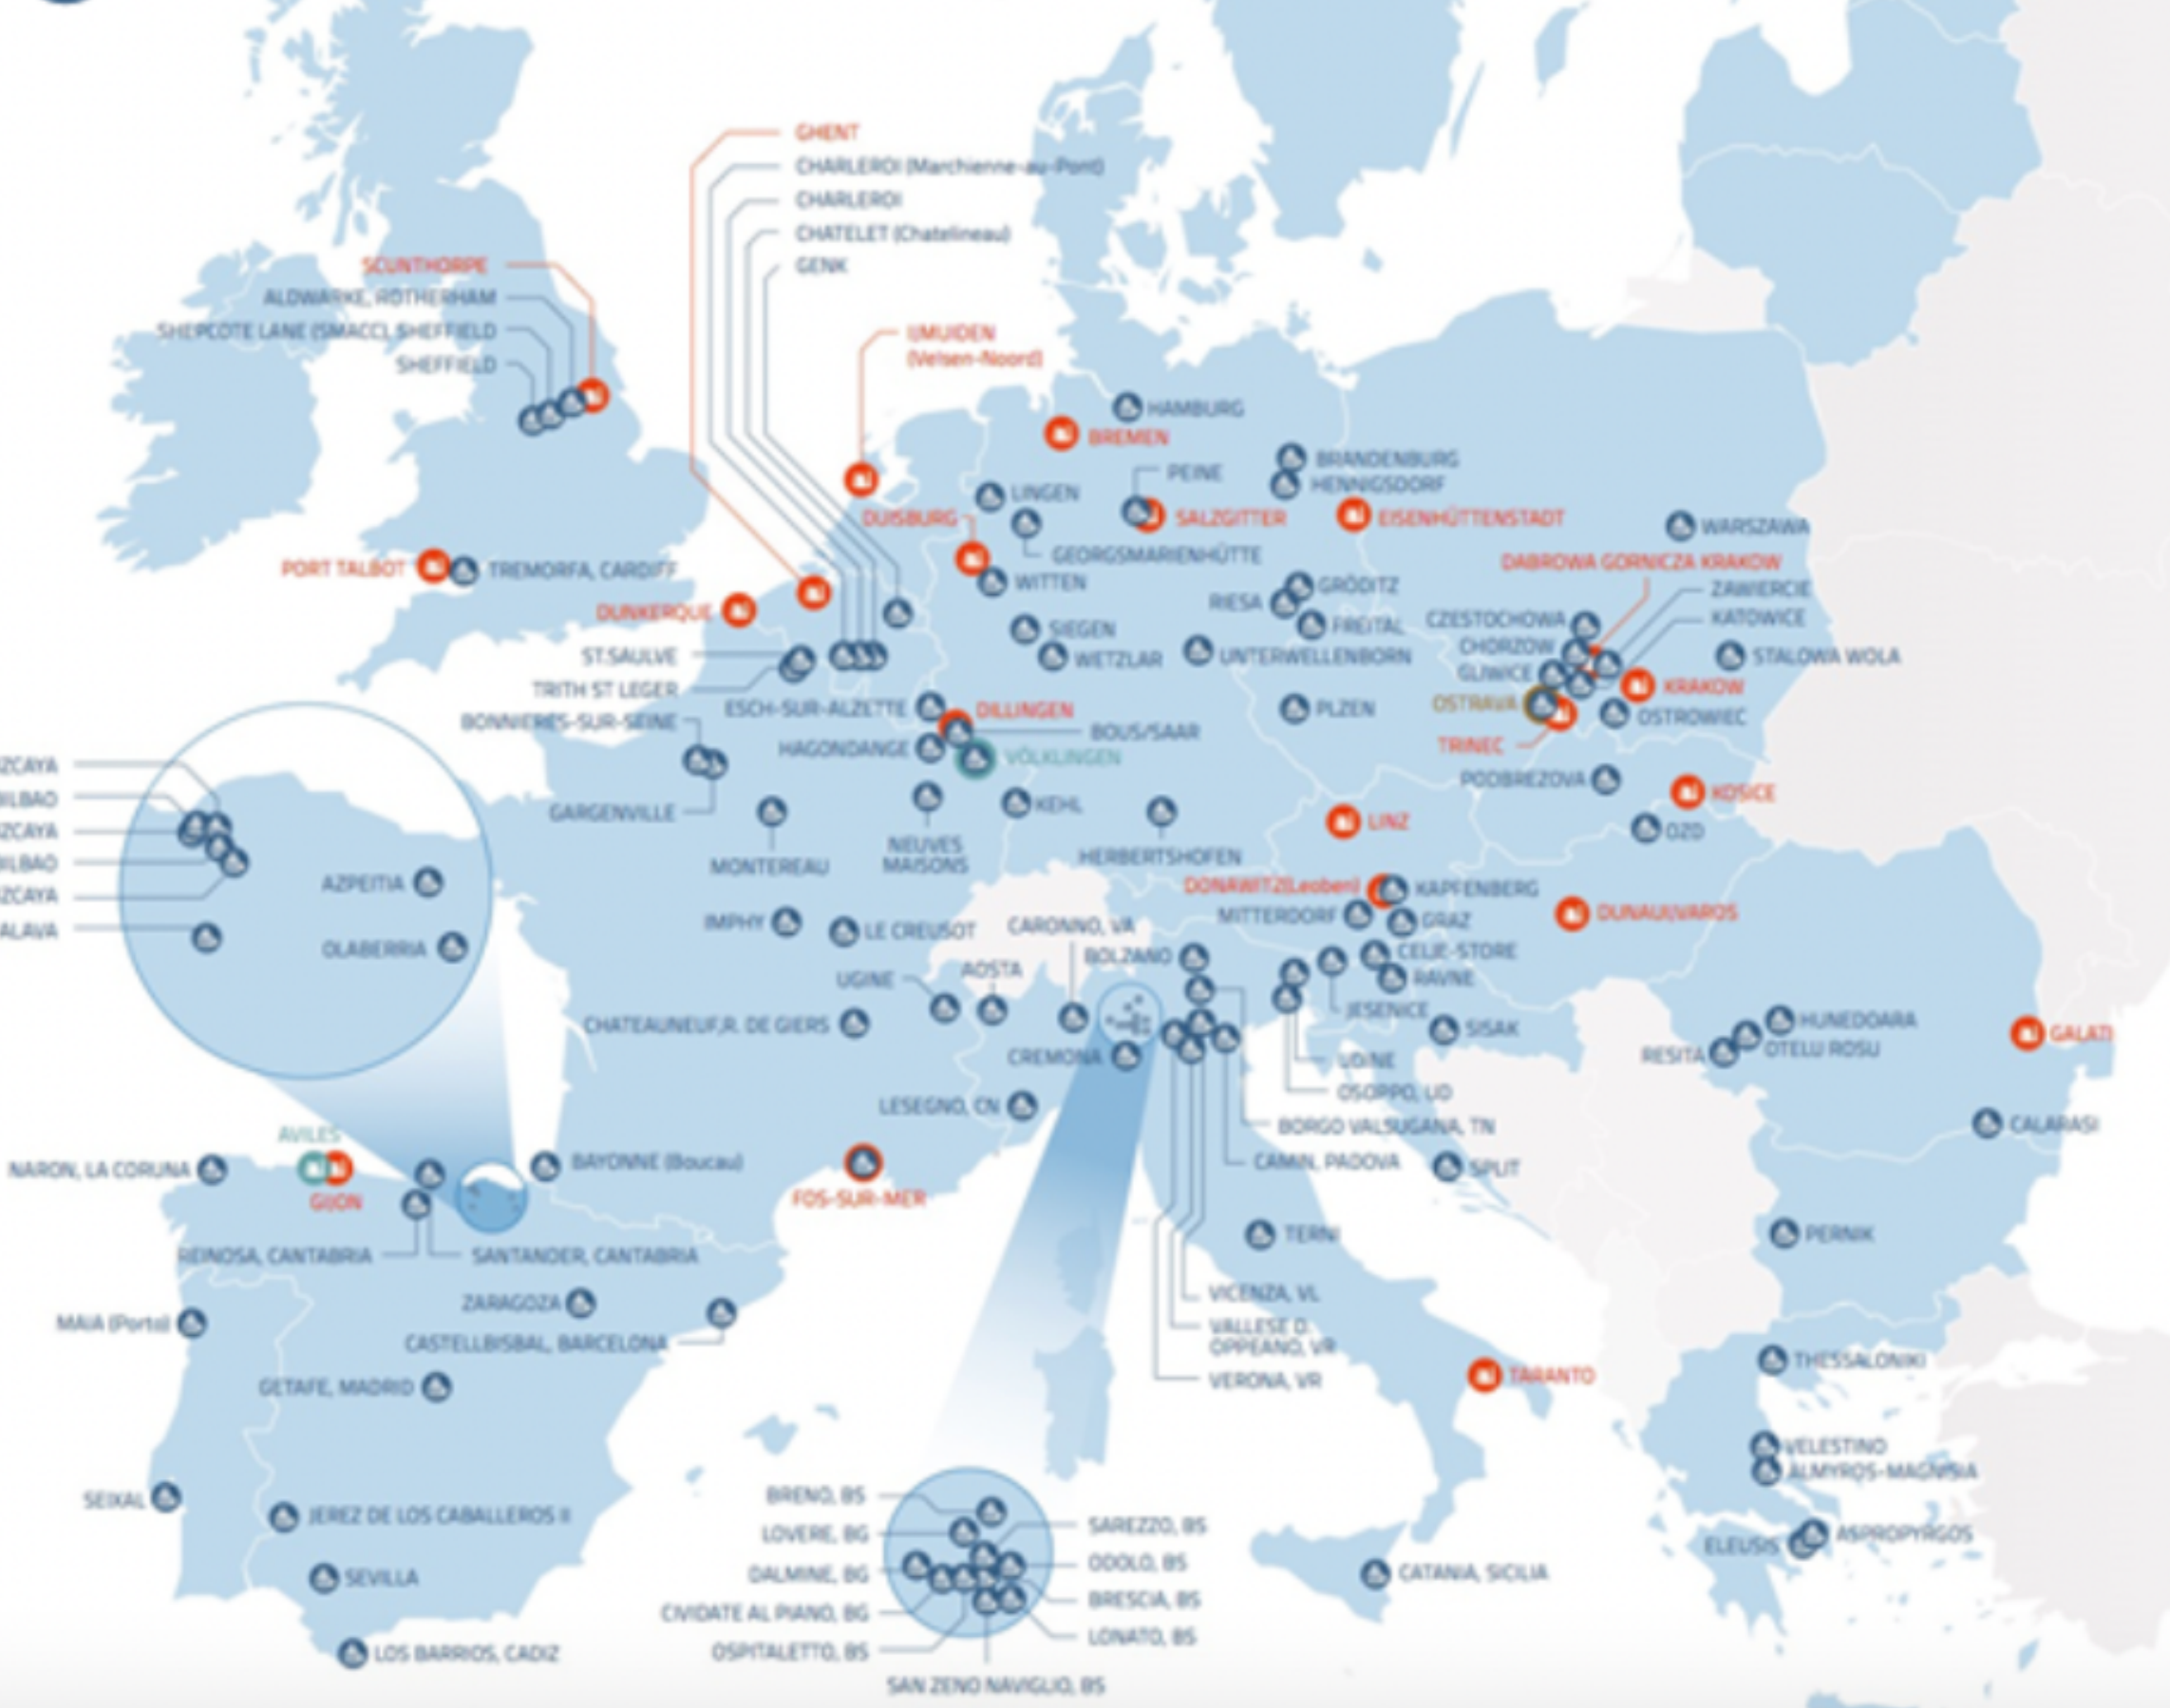 GHENT
CHARLEROI (Marchienne-au-Pont)
CHARLEROI
CHATELET (Chatelineau)
GENK
SCUNTHORPE
ALDWARKE, ROTHERHAM
SHEPCOTE LANE (SMACC), SHEFFIELD
SHEFFIELD
IJMUIDEN
(Velsen-Noord)
HAMBURG
BREMEN
PEINE
BRANDENBURG
HENNIGSDORF
LINGEN
DUISBURG
SALZGITTER
EISENHÜTTENSTADT
WARSZAWA
GEORGSMARIENHÜTTE
DABROWA GORNICZA KRAKOW
PORT TALBOT
TREMORFA, CARDIFF
WITTEN
GRÖDITZ
ZAWIERCIE
DUNKERQUE
RIESA
FREITAL
CZESTOCHOWA
KATOWICE
SIEGEN
CHORZOW
ST.SAULVE
WETZLAR
UNTERWELLENBORN
STALOWA WOLA
GLIWICE
TRITH ST LEGER
KRAKOW
ESCH-SUR-ALZETTE
DILLINGEN
PLZEN
OSTRAVA
OSTROWIEC
BONNIERES-SUR-SEINE
BOUS/SAAR
HAGONDANGE
VÖLKLINGEN
TRINEC
ZCAYA
PODBREZOVA
KOSICE
BILBAO
GARGENVILLE
KEHL
LINZ
ZCAYA
OZD
NEUVES
MAISONS
MONTEREAU
HERBERTSHOFEN
BILBAO
AZPEITIA
DONAWITZ(Leoben)
KAPFENBERG
ZCAYA
MITTERDORF
GRAZ
DUNAUJVAROS
ALAVA
IMPHY
LE CREUSOT
CARONNO, VA
OLABERRIA
BOLZANO
CELJE-STORE
UGINE
AOSTA
RAVNE
JESENICE
CHATEAUNEUF,R. DE GIERS
SISAK
HUNEDOARA
GALATI
CREMONA
UDINE
RESITA
OTELU ROSU
OSOPPO, UD
LESEGNO, CN
BORGO VALSUGANA, TN
CALARASI
AVILES
NARON, LA CORUNA
BAYONNE (Boucau)
CAMIN, PADOVA
SPLIT
GIJON
FOS-SUR-MER
TERNI
PERNIK
REINOSA, CANTABRIA
SANTANDER, CANTABRIA
VICENZA, VL
ZARAGOZA
MAIA (Porto)
VALLESE D.
OPPEANO, VR
CASTELLBISBAL, BARCELONA
THESSALONIKI
VERONA, VR
TARANTO
GETAFE, MADRID
VELESTINO
ALMYROS-MAGNISIA
SEIXAL
JEREZ DE LOS CABALLEROS II
BRENO, BS
SAREZZO, BS
LOVERE, BG
ASPROPYRGOS
ELEUSIS
ODOLO, BS
DALMINE, BG
CATANIA, SICILIA
SEVILLA
BRESCIA, BS
CIVIDATE AL PIANO, BG
LONATO, BS
OSPITALETTO, BS
LOS BARRIOS, CADIZ
SAN ZENO NAVIGLIO, BS